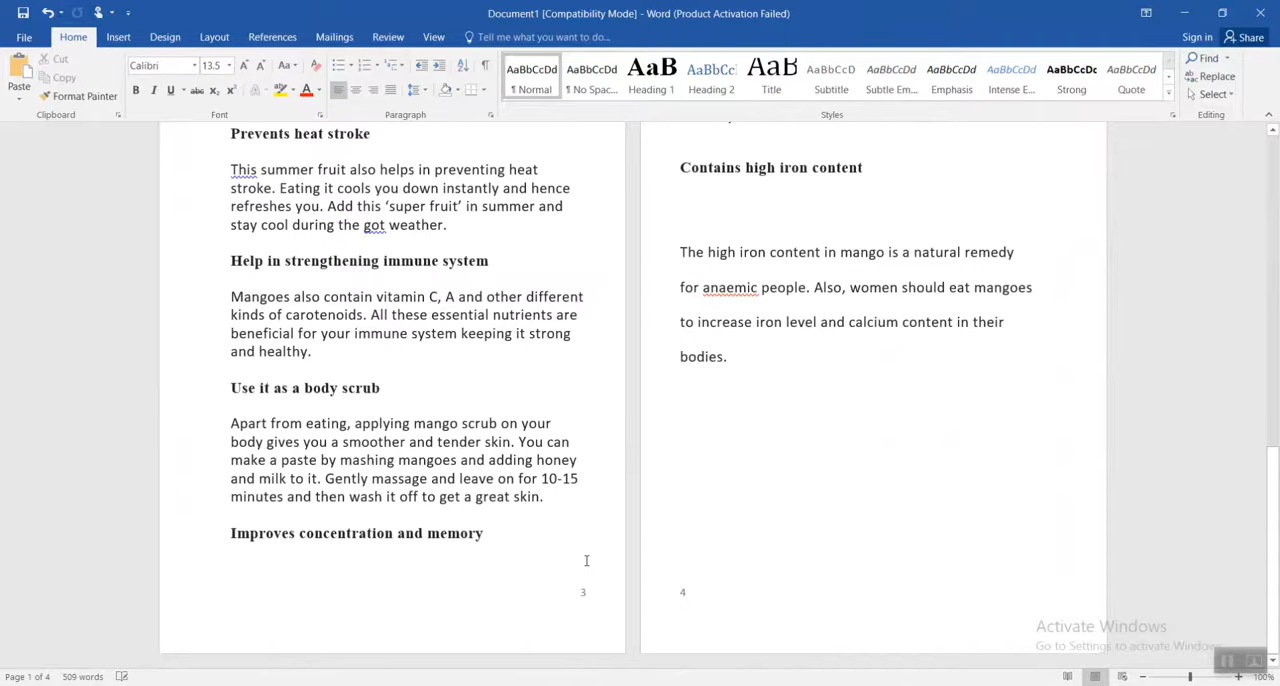 Document1 [Compatibility Mode] - Word (Product Activation Failed)
File Home Insert Design Layout References Mailings Review View Tell me what you want to do... Sign in Share
Paste
Cut
Copy
Format Painter
Clipboard
Calibri 13.5
Font
Paragraph
AaBbCcDd AaBbCcDd AaB AaBbCc AaB AaBbCcD AaBbCcDd AaBbCcDd AaBbCcDd AaBbCcDc AaBbCcDd
¶ Normal ¶ No Spac... Heading 1 Heading 2 Title Subtitle Subtle Em... Emphasis Intense E... Strong Quote
Styles
Find
Replace
Select
Editing
Prevents heat stroke
This summer fruit also helps in preventing heat
stroke. Eating it cools you down instantly and hence
refreshes you. Add this ‘super fruit’ in summer and
stay cool during the got weather.
Help in strengthening immune system
Mangoes also contain vitamin C, A and other different
kinds of carotenoids. All these essential nutrients are
beneficial for your immune system keeping it strong
and healthy.
Use it as a body scrub
Apart from eating, applying mango scrub on your
body gives you a smoother and tender skin. You can
make a paste by mashing mangoes and adding honey
and milk to it. Gently massage and leave on for 10-15
minutes and then wash it off to get a great skin.
Improves concentration and memory
3
Contains high iron content
The high iron content in mango is a natural remedy
for anaemic people. Also, women should eat mangoes
to increase iron level and calcium content in their
bodies.
4
Activate Windows
Go to Settings to activate Windows.
Page 1 of 4 509 words 100%